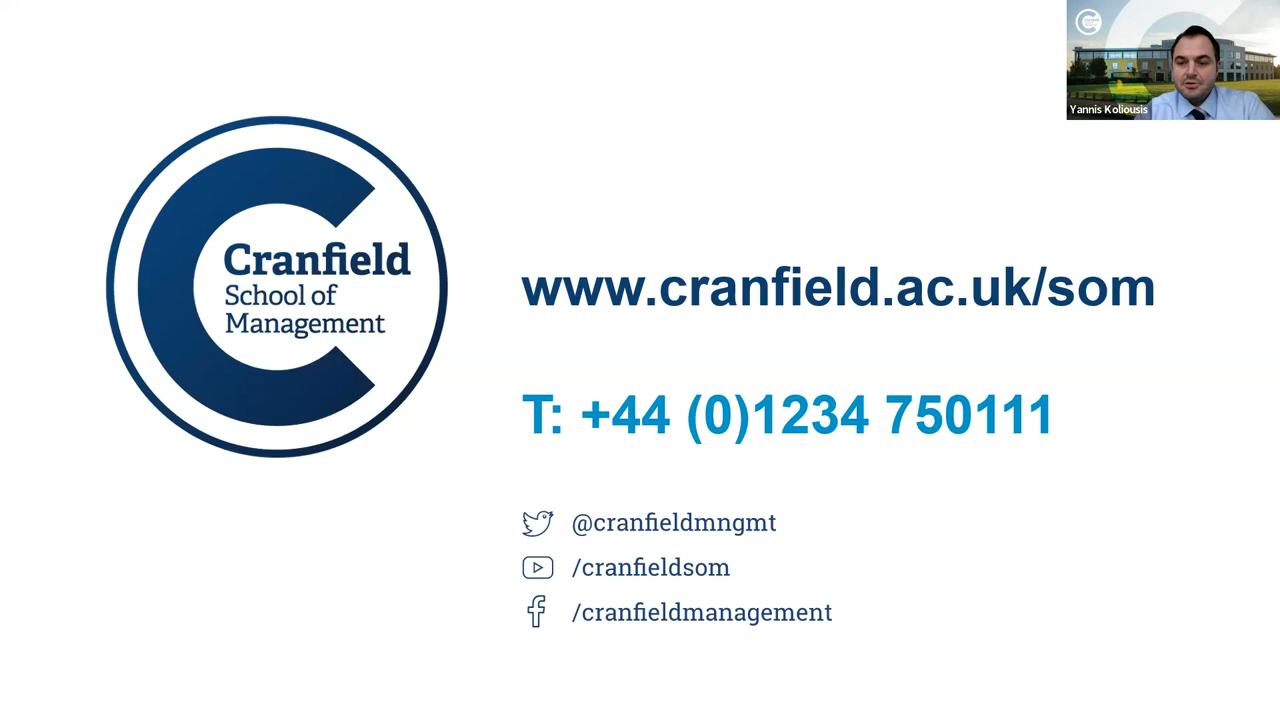 Yannis Koliousis
Cranfield
School of
Management
www.cranfield.ac.uk/som
T: +44 (0)1234 750111
@cranfieldmngmt
/cranfieldsom
/cranfieldmanagement